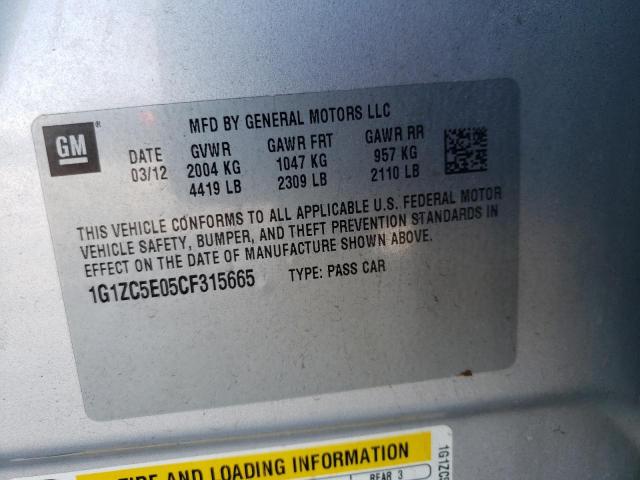 GM®
MFD BY GENERAL MOTORS LLC
DATE GVWR GAWR FRT GAWR RR
03/12 2004 KG 1047 KG 957 KG
4419 LB 2309 LB 2110 LB
THIS VEHICLE CONFORMS TO ALL APPLICABLE U.S. FEDERAL MOTOR
VEHICLE SAFETY, BUMPER, AND THEFT PREVENTION STANDARDS IN
EFFECT ON THE DATE OF MANUFACTURE SHOWN ABOVE.
1G1ZC5E05CF315665 TYPE: PASS CAR
TIRE AND LOADING INFORMATION
REAR 3
1G1ZC5